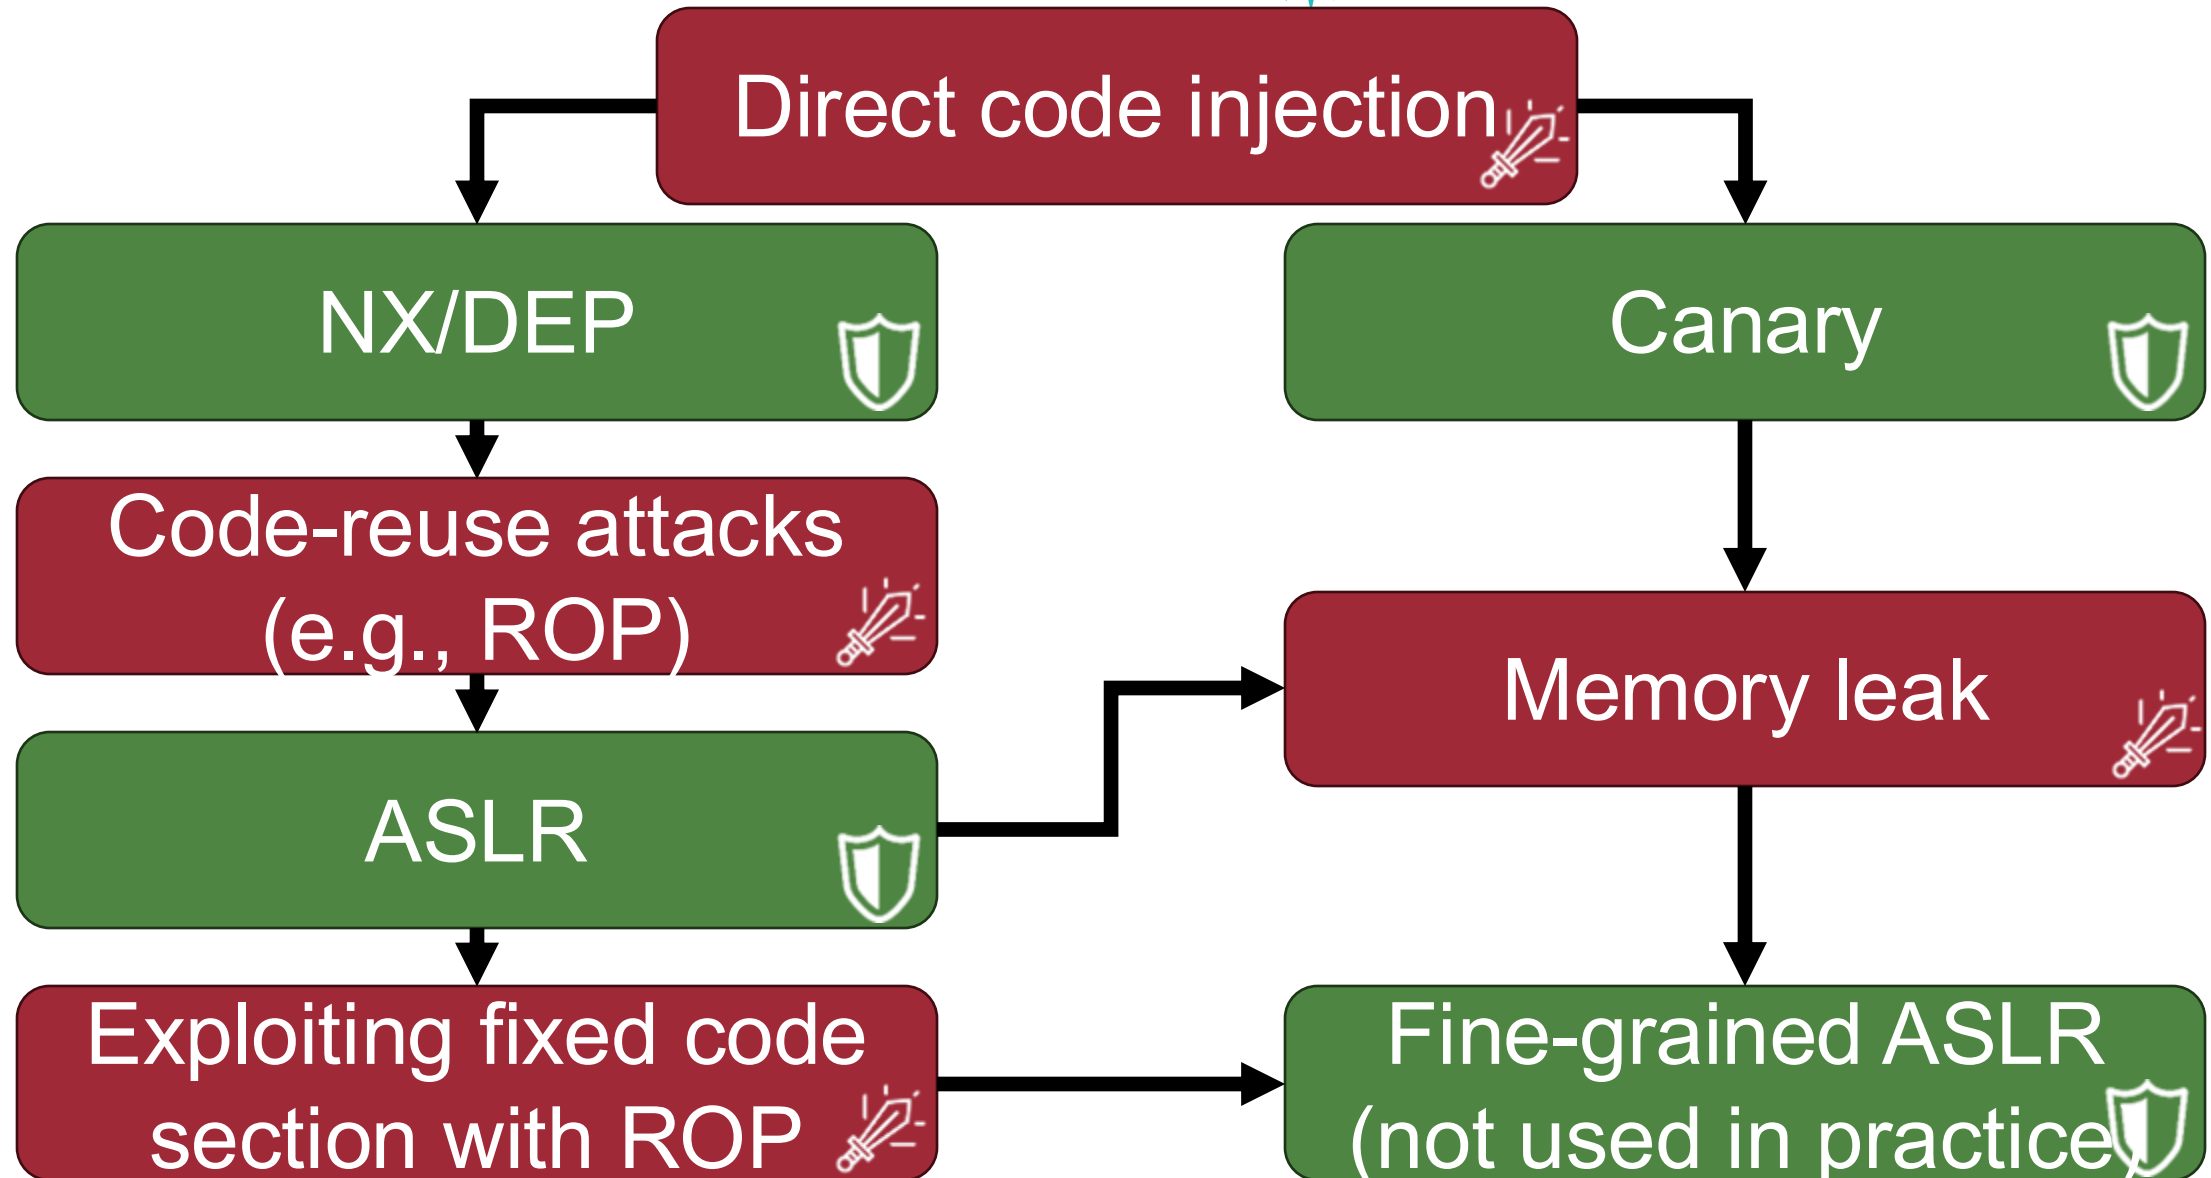 Direct code injection
NX/DEP
Canary
Code-reuse attacks
(e.g., ROP)
Memory leak
ASLR
Exploiting fixed code
section with ROP
Fine-grained ASLR
(not used in practice)